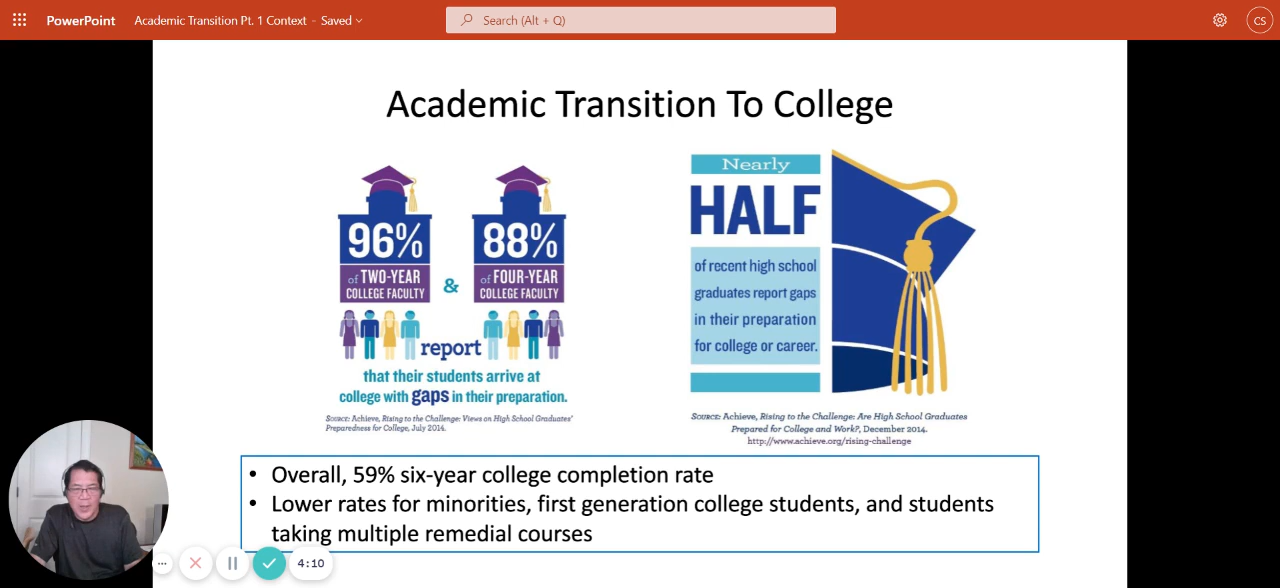 PowerPoint Academic Transition Pt. 1 Context - Saved Search (Alt + Q) CS
Academic Transition To College
96%
of TWO-YEAR
COLLEGE FACULTY
&
88%
of FOUR-YEAR
COLLEGE FACULTY
report
that their students arrive at
college with gaps in their preparation.
SOURCE: Achieve, Rising to the Challenge: Views on High School Graduates'
Preparedness for College, July 2014.
Nearly
HALF
of recent high school
graduates report gaps
in their preparation
for college or career.
SOURCE: Achieve, Rising to the Challenge: Are High School Graduates
Prepared for College and Work?, December 2014.
http://www.achieve.org/rising-challenge
• Overall, 59% six-year college completion rate
• Lower rates for minorities, first generation college students, and students
taking multiple remedial courses
4:10